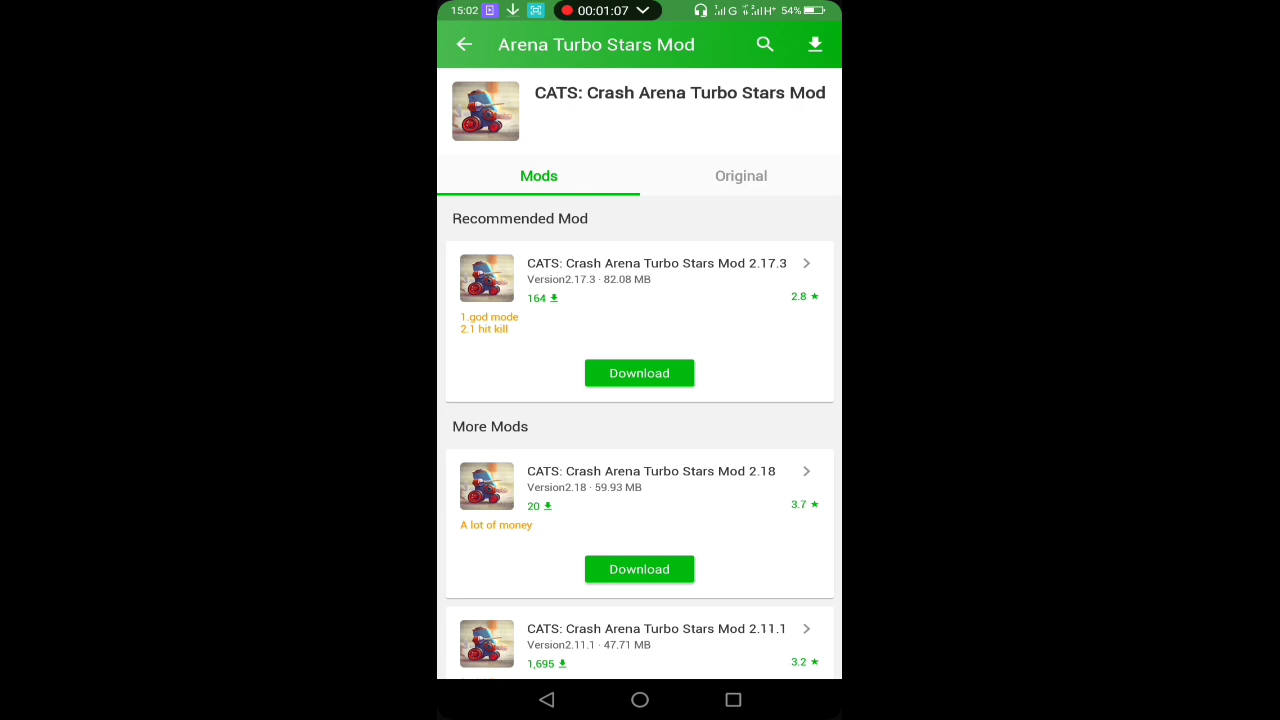 15:02 00:01:07 G H+ 54%
Arena Turbo Stars Mod
CATS: Crash Arena Turbo Stars Mod
Mods Original
Recommended Mod
CATS: Crash Arena Turbo Stars Mod 2.17.3
Version2.17.3 · 82.08 MB
164 2.8 ★
1.god mode
2.1 hit kill
Download
More Mods
CATS: Crash Arena Turbo Stars Mod 2.18
Version2.18 · 59.93 MB
20 3.7 ★
A lot of money
Download
CATS: Crash Arena Turbo Stars Mod 2.11.1
Version2.11.1 · 47.71 MB
1,695 3.2 ★